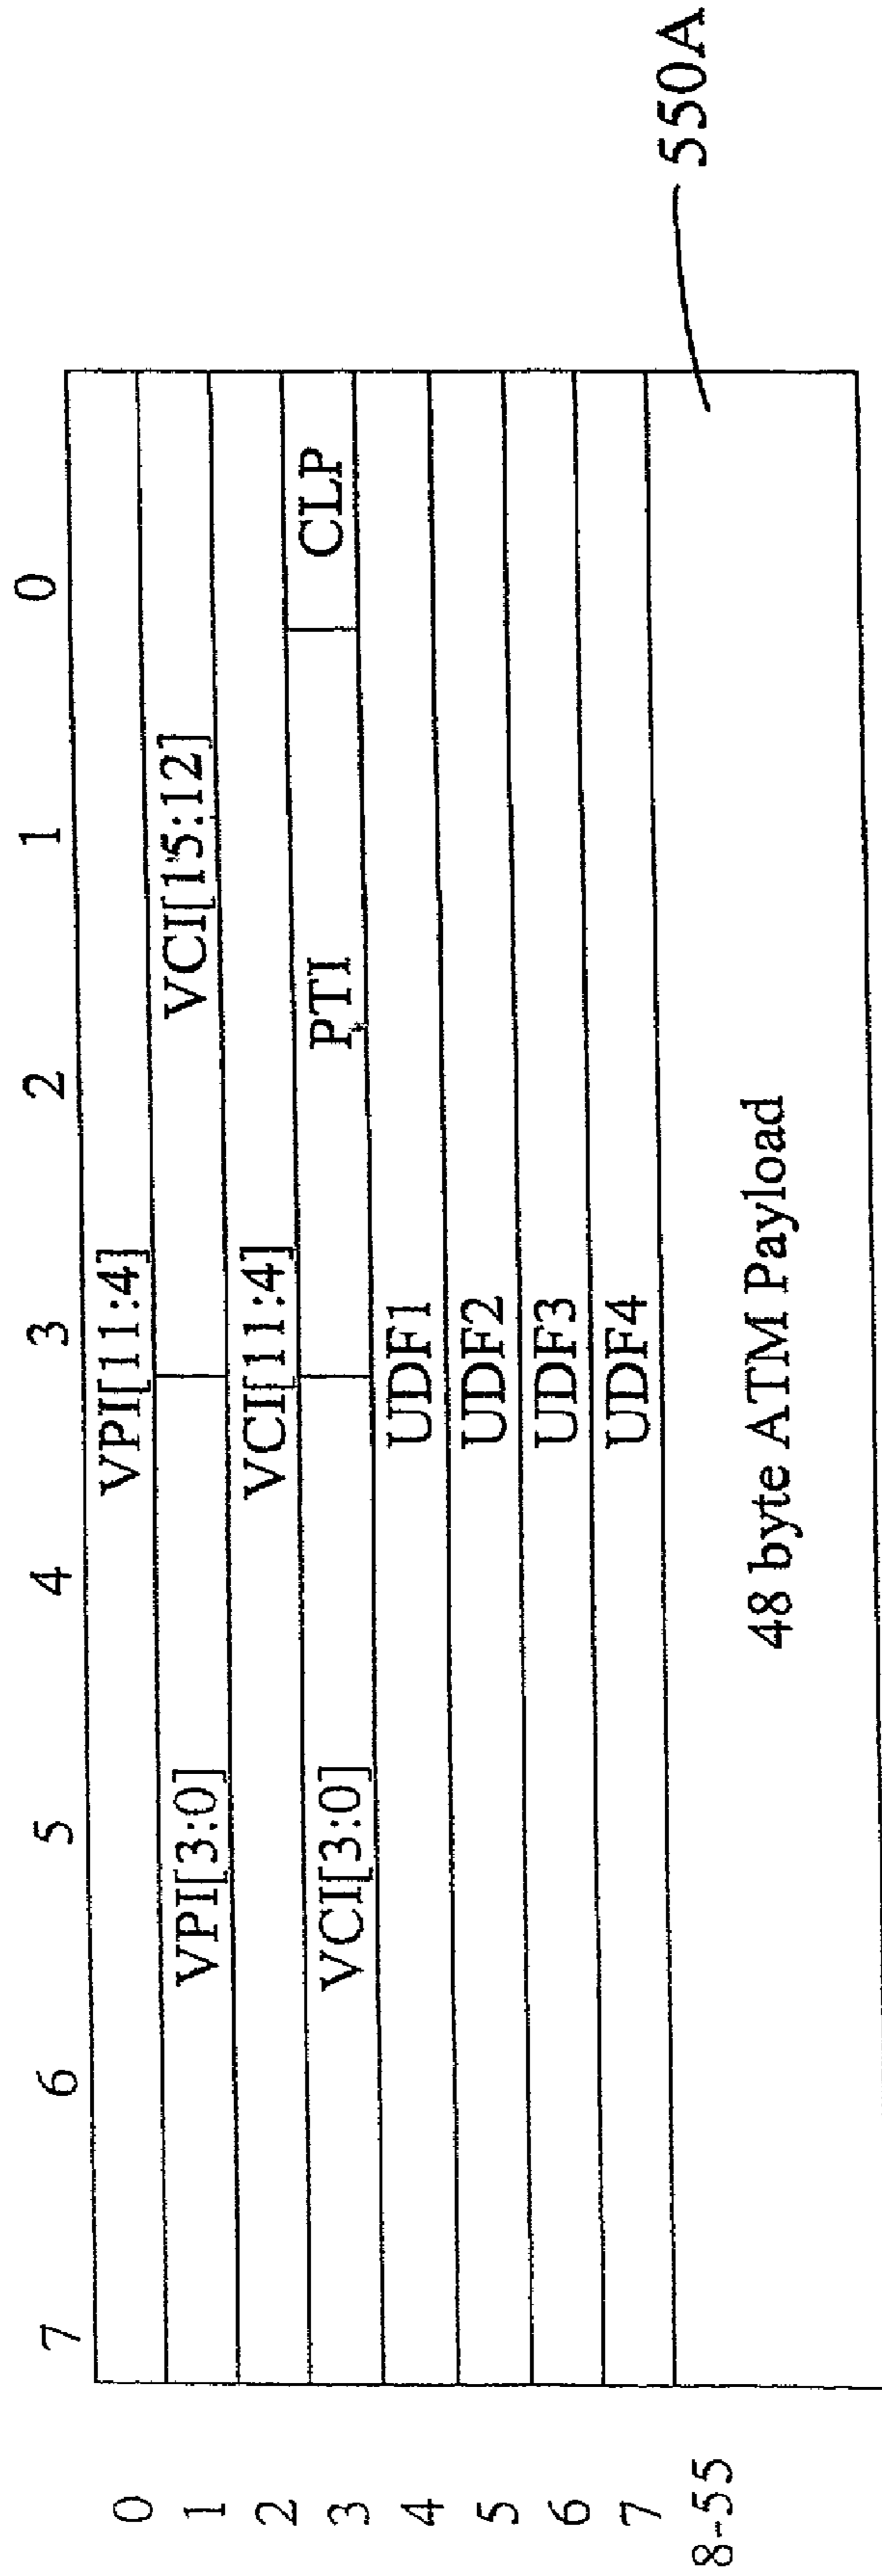 7 6 5 4 3 2 1 0
0 VPI[11:4]
1 VPI[3:0] VCI[15:12]
2 VCI[11:4]
3 VCI[3:0] PTI CLP
4 UDF1
5 UDF2
6 UDF3
7 UDF4
8-55 48 byte ATM Payload
550A